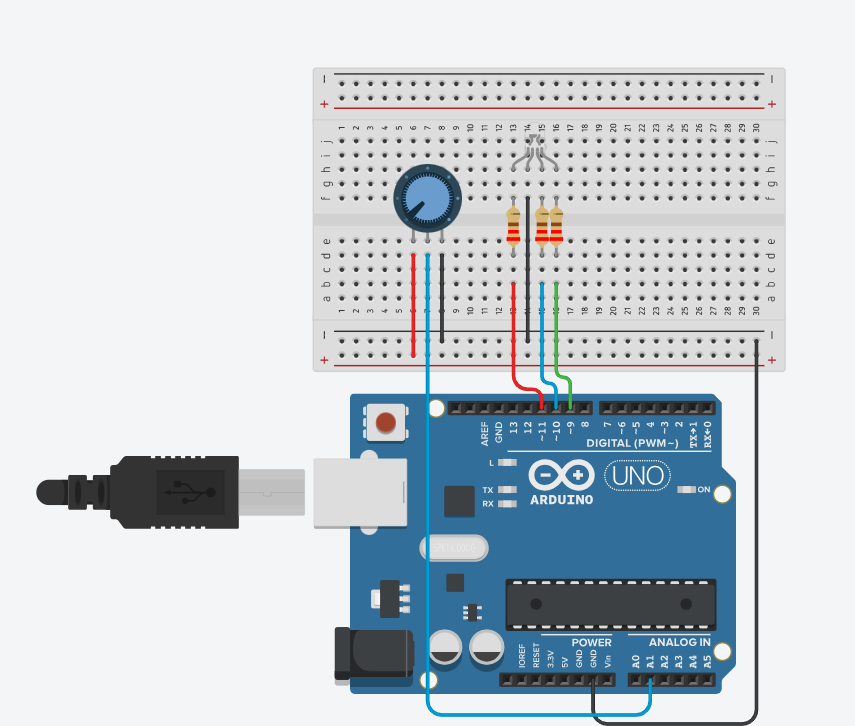 − −
+ +
1 2 3 4 5 6 7 8 9 10 11 12 13 14 15 16 17 18 19 20 21 22 23 24 25 26 27 28 29 30
j j
i i
h h
g g
f f
e e
d d
c c
b b
a a
1 2 3 4 5 6 7 8 9 10 11 12 13 14 15 16 17 18 19 20 21 22 23 24 25 26 27 28 29 30
− −
+ +
AREF GND 13 12 ~11 ~10 ~9 8 7 ~6 ~5 4 ~3 2 TX→1 RX←0
DIGITAL (PWM~)
L
TX
RX
ARDUINO
UNO
ON
POWER
ANALOG IN
IOREF RESET 3.3V 5V GND GND Vin A0 A1 A2 A3 A4 A5